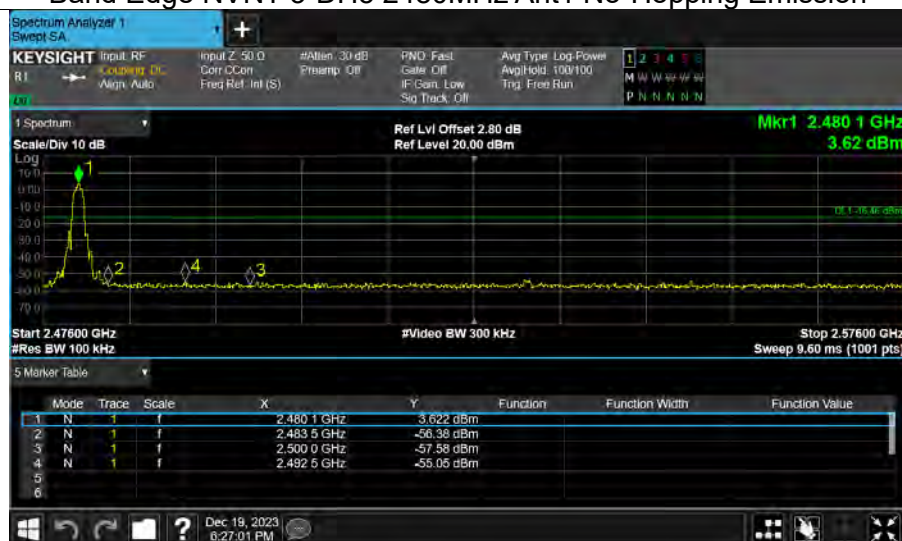 Band Edge NVNT 3-DH5 2480MHz Ant1 No-Hopping Emission
Spectrum Analyzer 1
Swept SA
+
KEYSIGHT Input: RF Input Z: 50 Ω #Atten: 30 dB PNO: Fast Avg Type: Log-Power 1 2 3 4 5 6
RL Coupling: DC Corr CCorr Preamp: Off Gate: Off Avg|Hold: 100/100 M W W W W W
Align: Auto Freq Ref: Int (S) IF Gain: Low Trig: Free Run
Sig Track: Off P N N N N N
1 Spectrum Ref Lvl Offset 2.80 dB Mkr1 2.480 1 GHz
Scale/Div 10 dB Ref Level 20.00 dBm 3.62 dBm
Log
10.0
0.00
-10.0
DL1 -16.46 dBm
-20.0
-30.0
-40.0
-50.0
-60.0
-70.0
1
2 4 3
Start 2.47600 GHz #Video BW 300 kHz Stop 2.57600 GHz
#Res BW 100 kHz Sweep 9.60 ms (1001 pts)
5 Marker Table
Mode Trace Scale X Y Function Function Width Function Value
1 N 1 f 2.480 1 GHz 3.622 dBm
2 N 1 f 2.483 5 GHz -56.38 dBm
3 N 1 f 2.500 0 GHz -57.58 dBm
4 N 1 f 2.492 5 GHz -55.05 dBm
5
6
? Dec 19, 2023
6:27:01 PM